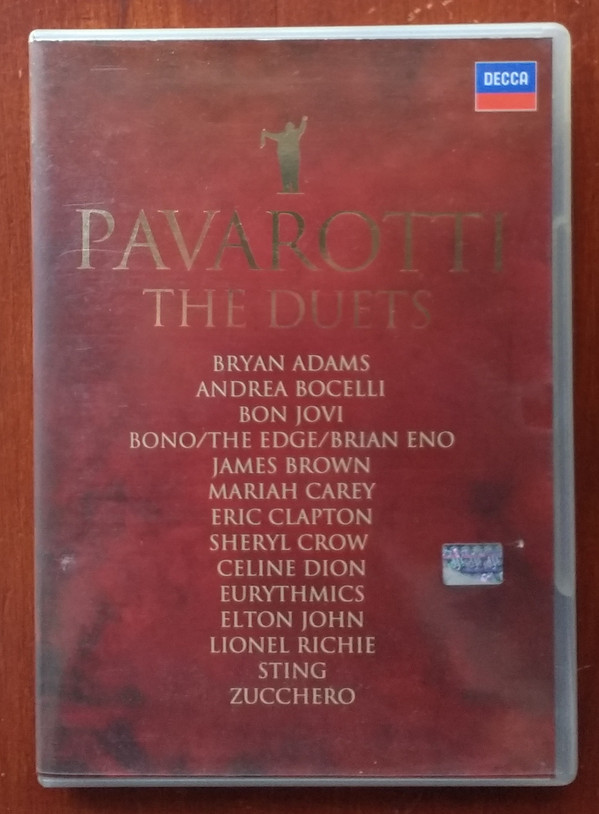 DECCA
PAVAROTTI
THE DUETS
BRYAN ADAMS
ANDREA BOCELLI
BON JOVI
BONO/THE EDGE/BRIAN ENO
JAMES BROWN
MARIAH CAREY
ERIC CLAPTON
SHERYL CROW
CELINE DION
EURYTHMICS
ELTON JOHN
LIONEL RICHIE
STING
ZUCCHERO